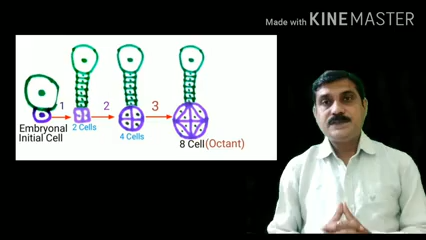 Made with KINEMASTER
1 2 3
Embryonal
Initial Cell
2 Cells
4 Cells
8 Cell(Octant)